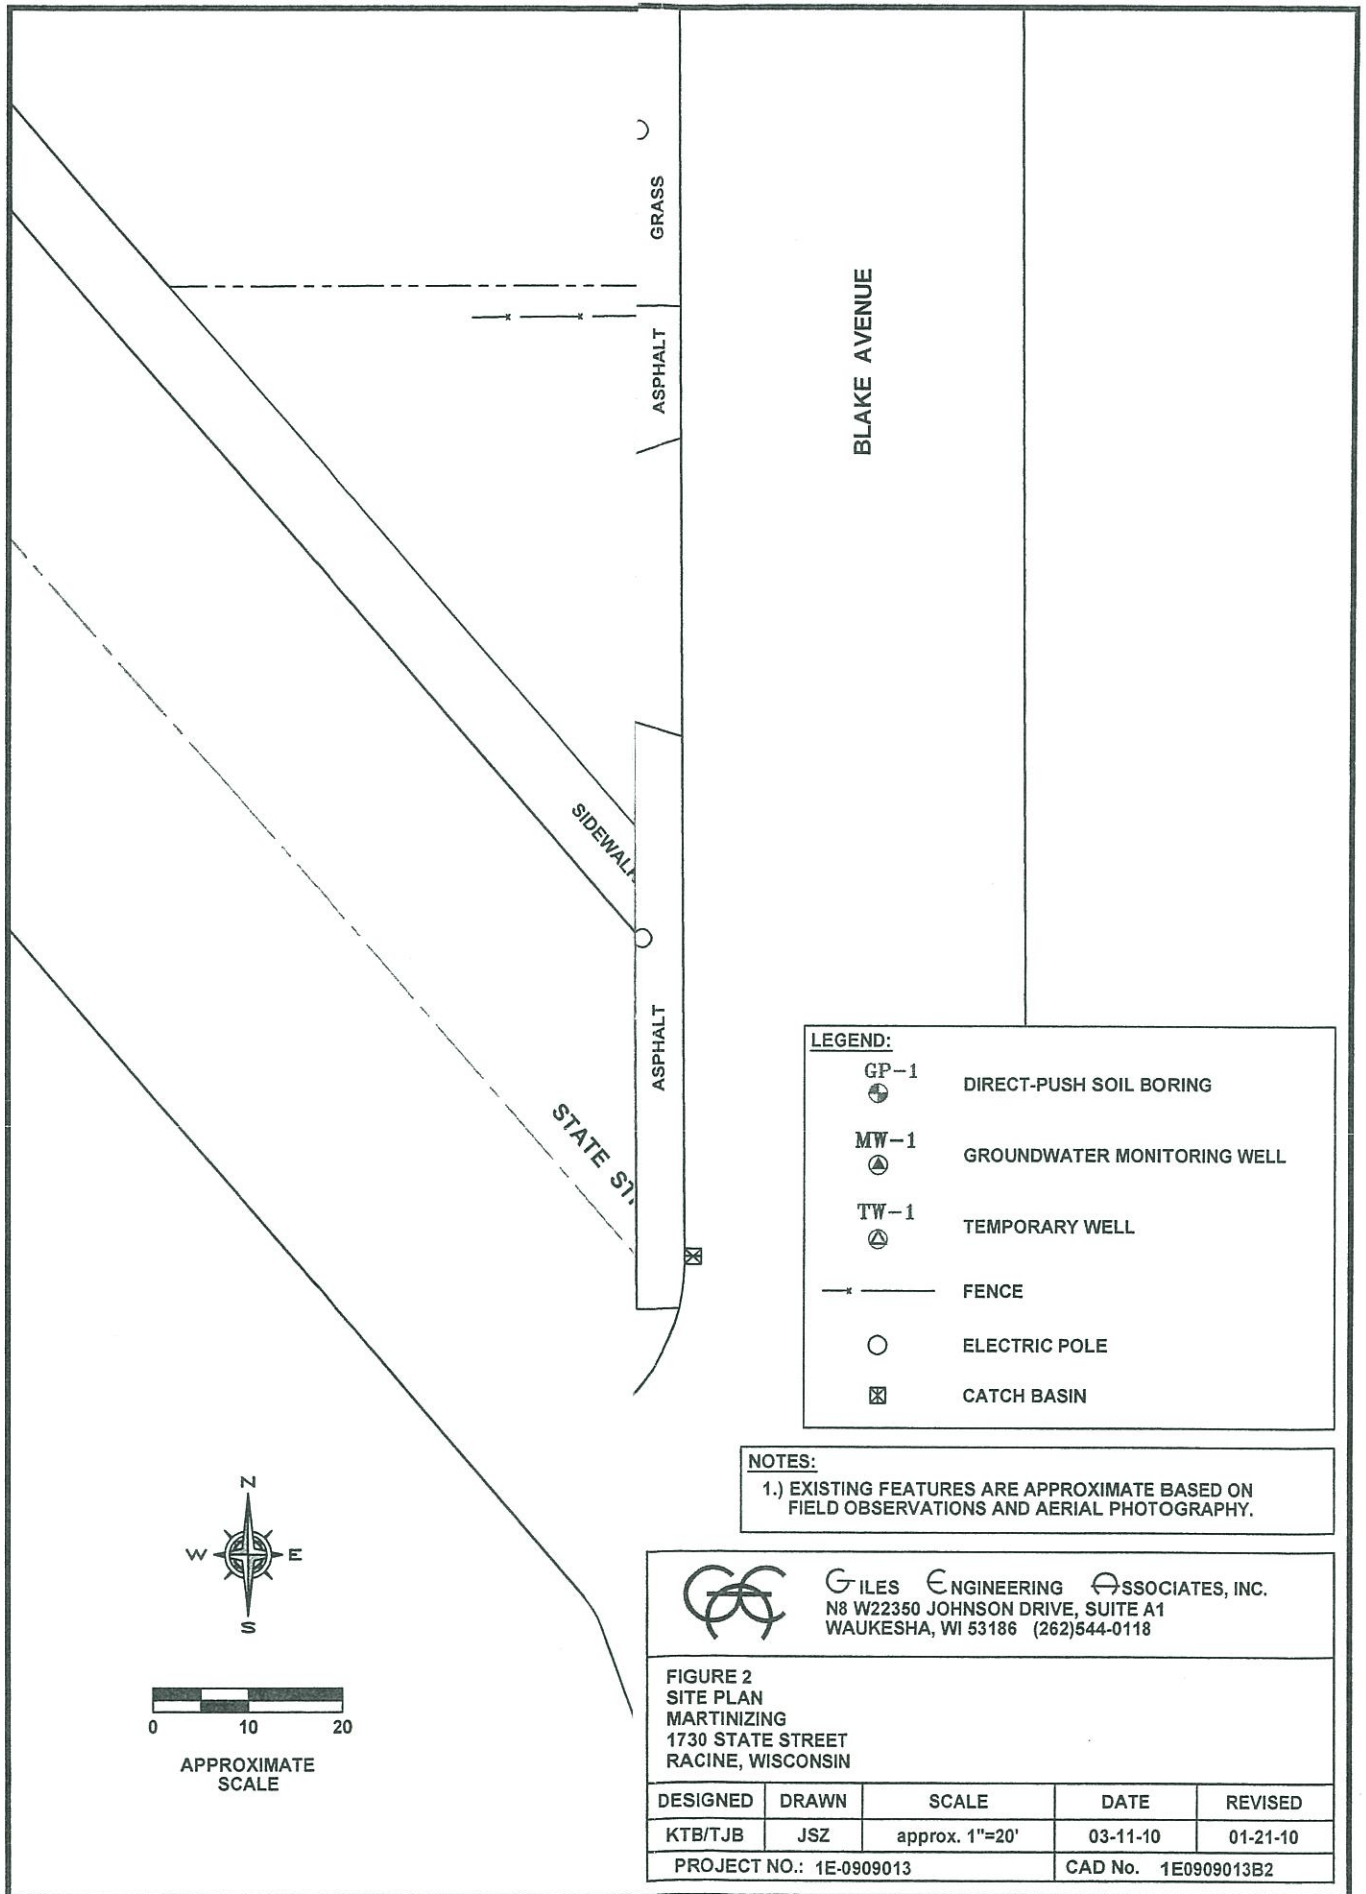 GRASS
ASPHALT
BLAKE AVENUE
SIDEWALK
ASPHALT
STATE ST
LEGEND:
GP-1
DIRECT-PUSH SOIL BORING
MW-1
GROUNDWATER MONITORING WELL
TW-1
TEMPORARY WELL
FENCE
ELECTRIC POLE
CATCH BASIN
NOTES:
1.) EXISTING FEATURES ARE APPROXIMATE BASED ON
FIELD OBSERVATIONS AND AERIAL PHOTOGRAPHY.
N
W E
S
0 10 20
APPROXIMATE
SCALE
GEA
GILES ENGINEERING ASSOCIATES, INC.
N8 W22350 JOHNSON DRIVE, SUITE A1
WAUKESHA, WI 53186 (262)544-0118
FIGURE 2
SITE PLAN
MARTINIZING
1730 STATE STREET
RACINE, WISCONSIN
DESIGNED DRAWN SCALE DATE REVISED
KTB/TJB JSZ approx. 1"=20' 03-11-10 01-21-10
PROJECT NO.: 1E-0909013 CAD No. 1E0909013B2